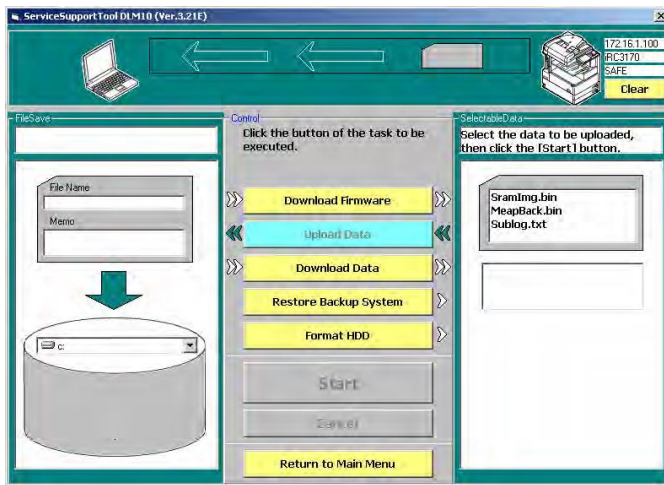 ServiceSupportTool DLM10 (Ver.3.21E)
172.16.1.100
iRC3170
SAFE
Clear
FileSave
File Name
Memo
c:
Control
Click the button of the task to be
executed.
Download Firmware
Upload Data
Download Data
Restore Backup System
Format HDD
Start
Cancel
Return to Main Menu
SelectableData
Select the data to be uploaded,
then click the [Start] button.
SramImg.bin
MeapBack.bin
Sublog.txt